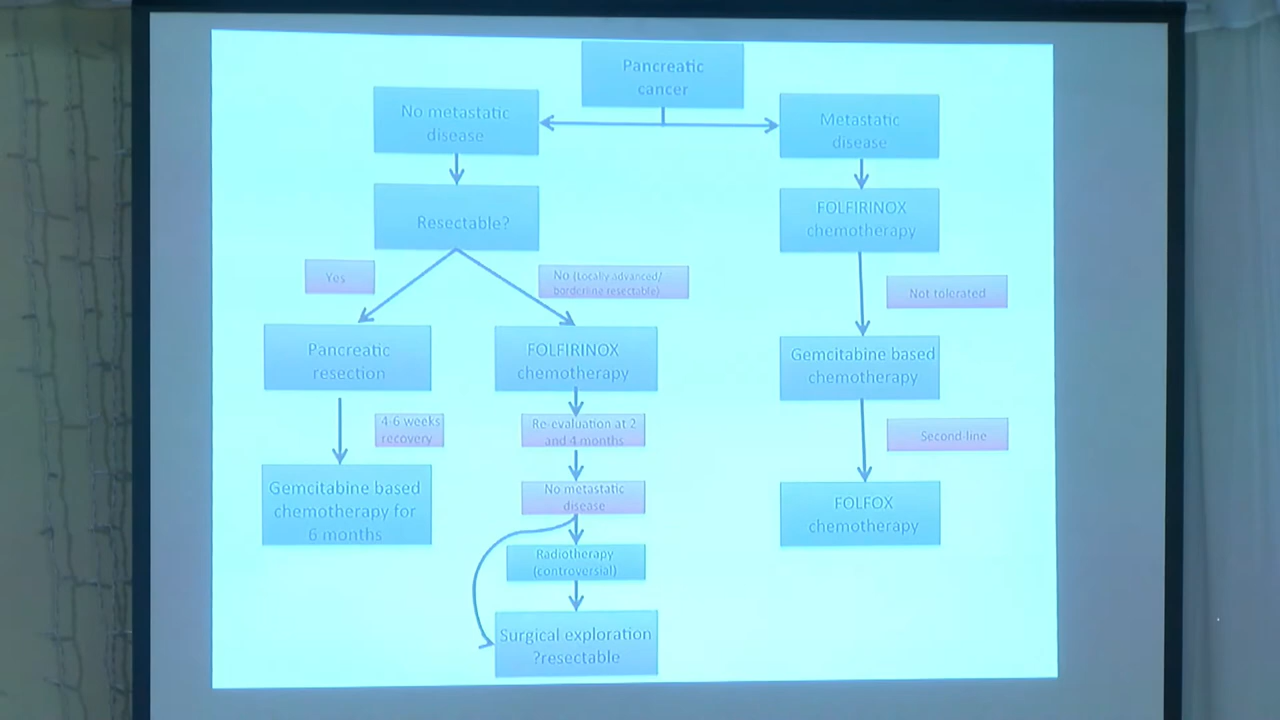 Pancreatic
cancer
No metastatic
disease
Metastatic
disease
Resectable?
FOLFIRINOX
chemotherapy
Yes
No (Locally advanced/
borderline resectable)
Not tolerated
Pancreatic
resection
FOLFIRINOX
chemotherapy
Gemcitabine based
chemotherapy
4-6 weeks
recovery
Re-evaluation at 2
and 4 months
Second-line
Gemcitabine based
chemotherapy for
6 months
No metastatic
disease
FOLFOX
chemotherapy
Radiotherapy
(controversial)
Surgical exploration
?resectable